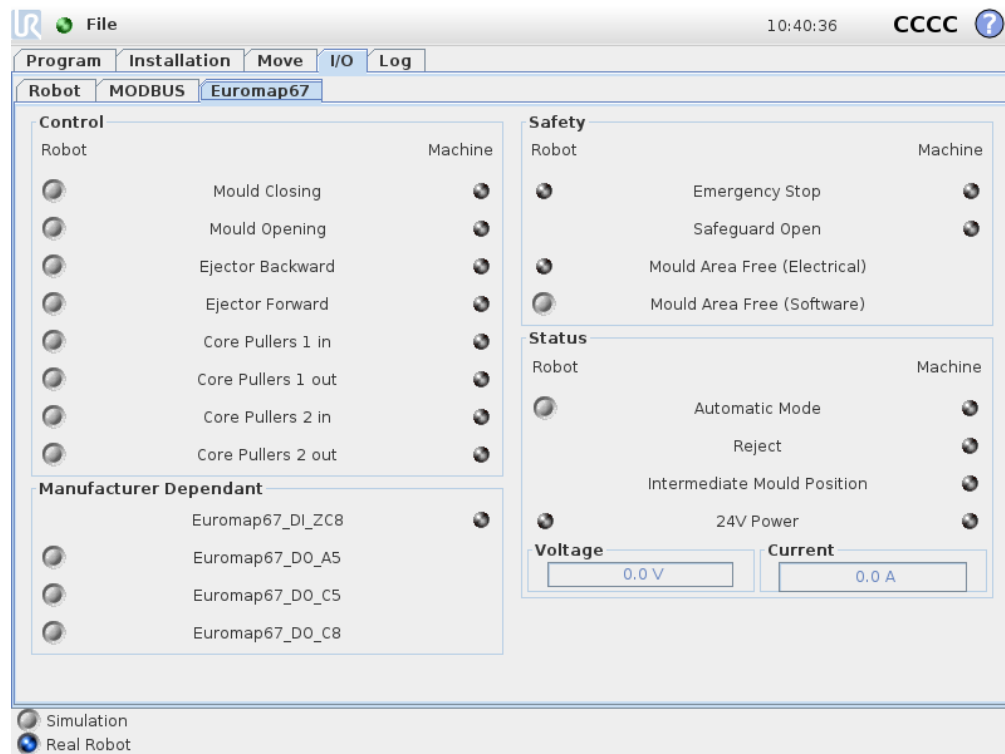 UR File 10:40:36 CCCC ?
Program Installation Move I/O Log
Robot MODBUS Euromap67
Control
Robot Machine
Mould Closing
Mould Opening
Ejector Backward
Ejector Forward
Core Pullers 1 in
Core Pullers 1 out
Core Pullers 2 in
Core Pullers 2 out
Manufacturer Dependant
Euromap67_DI_ZC8
Euromap67_DO_A5
Euromap67_DO_C5
Euromap67_DO_C8
Safety
Robot Machine
Emergency Stop
Safeguard Open
Mould Area Free (Electrical)
Mould Area Free (Software)
Status
Robot Machine
Automatic Mode
Reject
Intermediate Mould Position
24V Power
Voltage Current
0.0 V 0.0 A
Simulation
Real Robot